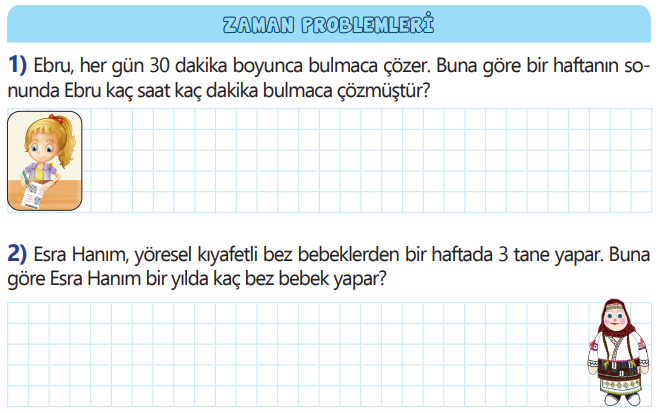 ZAMAN PROBLEMLERİ
1) Ebru, her gün 30 dakika boyunca bulmaca çözer. Buna göre bir haftanın so-
nunda Ebru kaç saat kaç dakika bulmaca çözmüştür?
2) Esra Hanım, yöresel kıyafetli bez bebeklerden bir haftada 3 tane yapar. Buna
göre Esra Hanım bir yılda kaç bez bebek yapar?